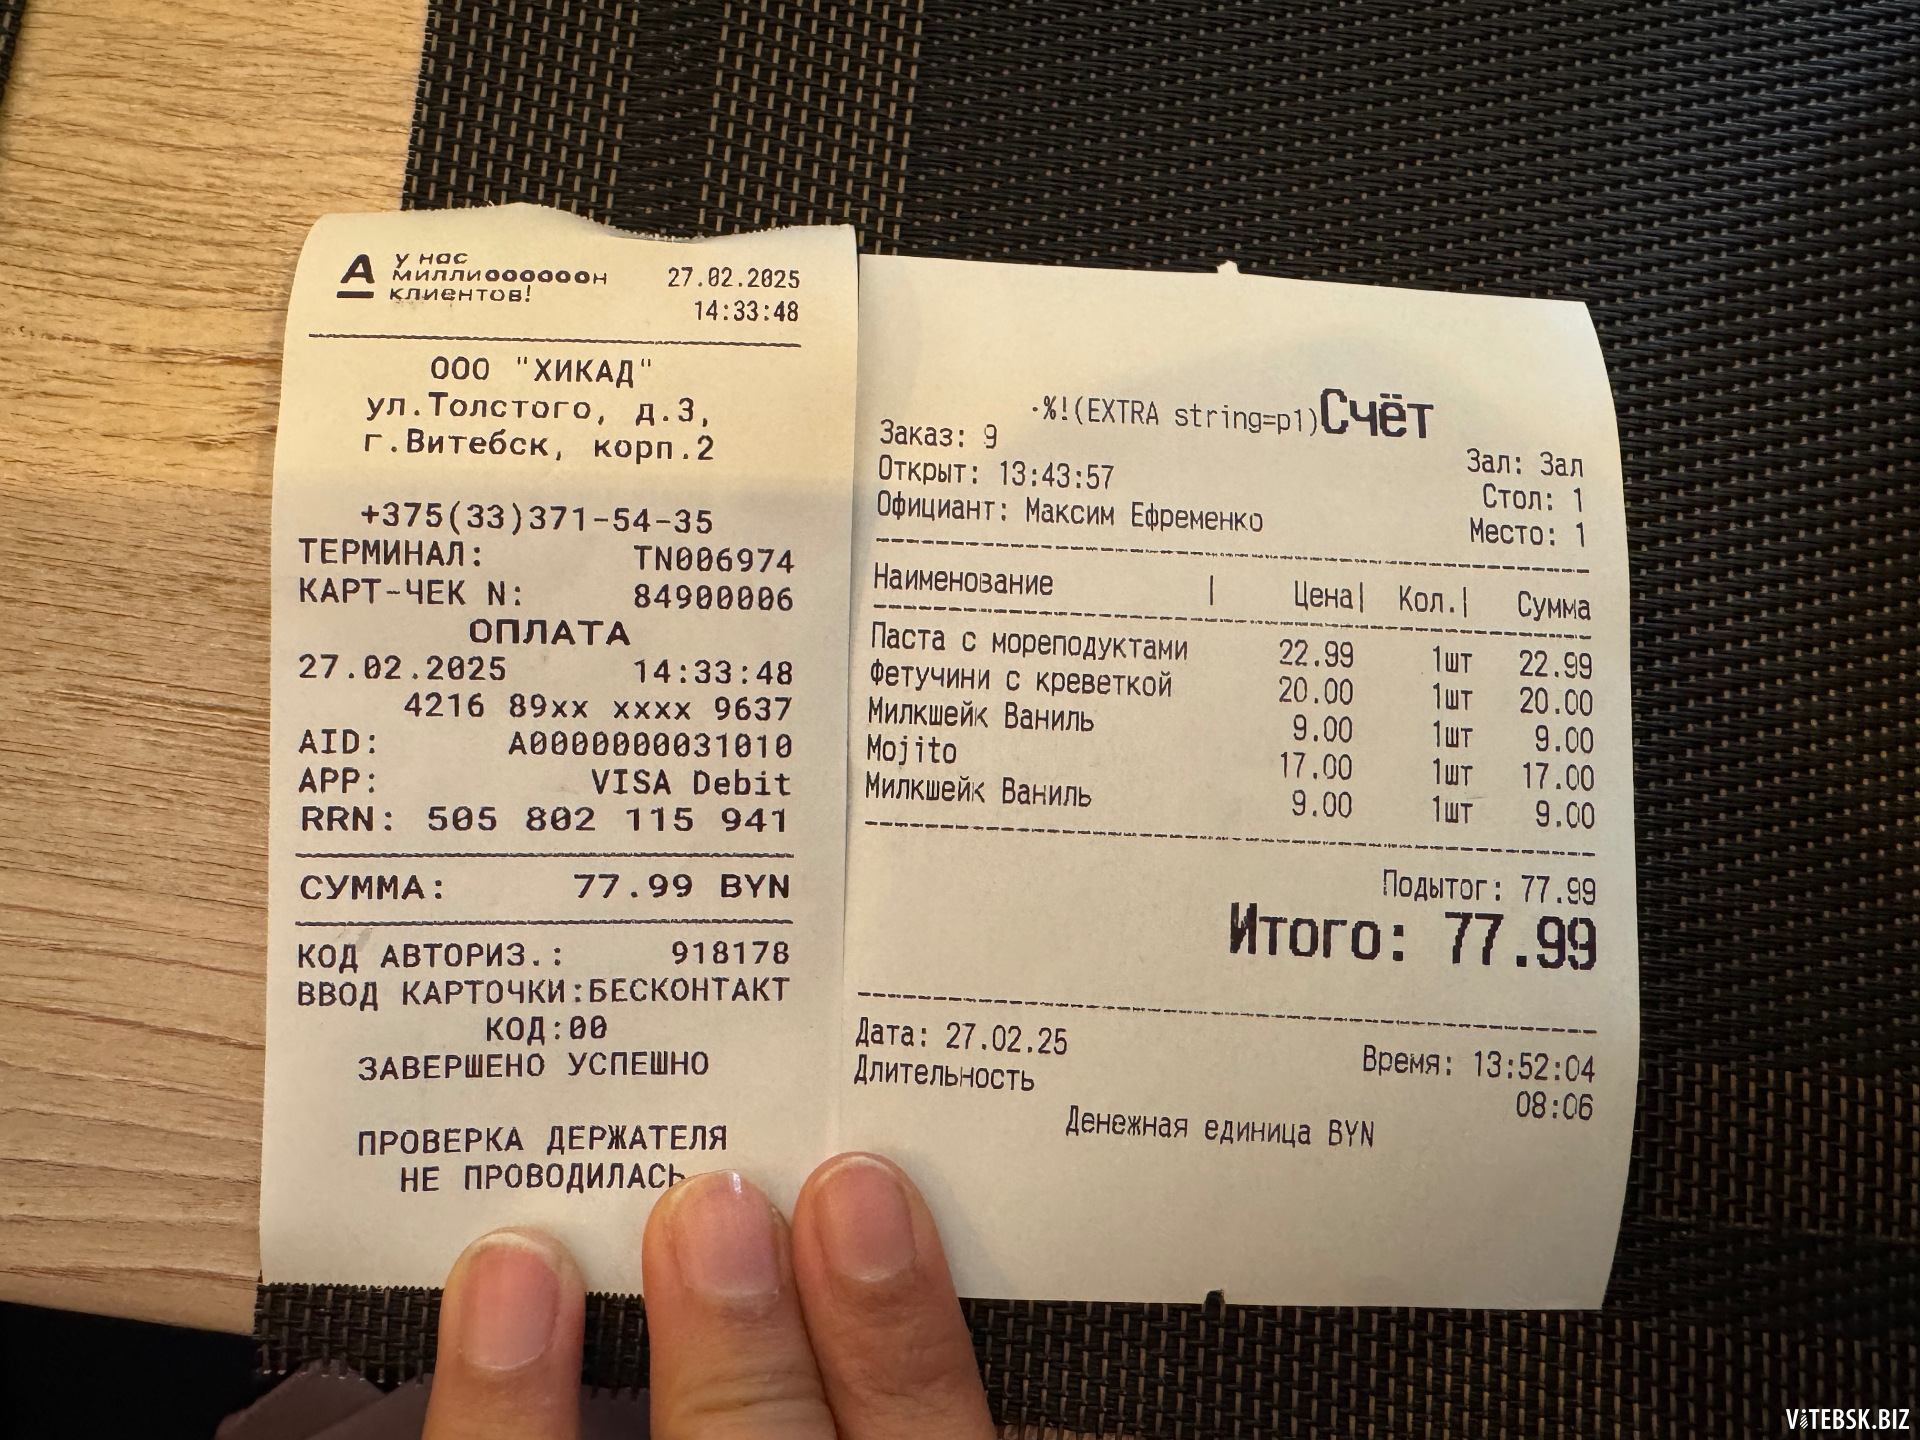 А у нас
миллиоооооон
клиентов!
27.02.2025
14:33:48
ООО "ХИКАД"
ул.Толстого, д.3,
г.Витебск, корп.2
+375(33)371-54-35
ТЕРМИНАЛ: TN006974
КАРТ-ЧЕК N: 84900006
ОПЛАТА
27.02.2025 14:33:48
4216 89xx xxxx 9637
AID: A0000000031010
APP: VISA Debit
RRN: 505 802 115 941
СУММА: 77.99 BYN
КОД АВТОРИЗ.: 918178
ВВОД КАРТОЧКИ:БЕСКОНТАКТ
КОД:00
ЗАВЕРШЕНО УСПЕШНО
ПРОВЕРКА ДЕРЖАТЕЛЯ
НЕ ПРОВОДИЛАСЬ
·%!(EXTRA string=p1)Счёт
Заказ: 9 Зал: Зал
Открыт: 13:43:57 Стол: 1
Официант: Максим Ефременко Место: 1
Наименование | Цена| Кол.| Сумма
Паста с мореподуктами 22.99 1шт 22.99
Фетучини с креветкой 20.00 1шт 20.00
Милкшейк Ваниль 9.00 1шт 9.00
Mojito 17.00 1шт 17.00
Милкшейк Ваниль 9.00 1шт 9.00
Подытог: 77.99
Итого: 77.99
Дата: 27.02.25 Время: 13:52:04
Длительность 08:06
Денежная единица BYN
ViTEBSK.BIZ